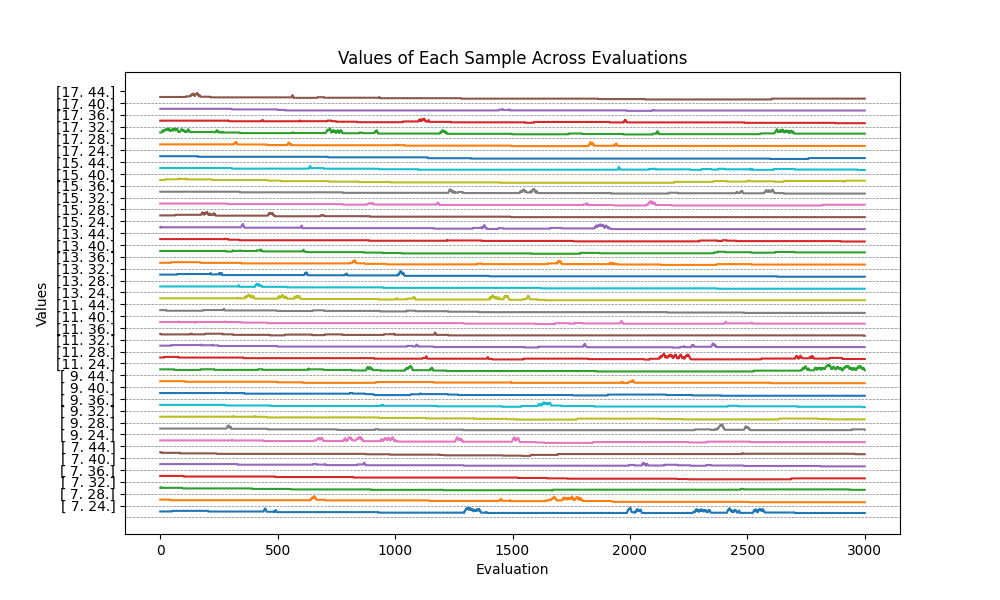 Values of Each Sample Across Evaluations
[17. 44.]
[17. 40.]
[17. 36.]
[17. 32.]
[17. 28.]
[17. 24.]
[15. 44.]
[15. 40.]
[15. 36.]
[15. 32.]
[15. 28.]
[15. 24.]
[13. 44.]
[13. 40.]
[13. 36.]
[13. 32.]
[13. 28.]
[13. 24.]
[11. 44.]
[11. 40.]
[11. 36.]
[11. 32.]
[11. 28.]
[11. 24.]
[ 9. 44.]
[ 9. 40.]
[ 9. 36.]
[ 9. 32.]
[ 9. 28.]
[ 9. 24.]
[ 7. 44.]
[ 7. 40.]
[ 7. 36.]
[ 7. 32.]
[ 7. 28.]
[ 7. 24.]
Values
0 500 1000 1500 2000 2500 3000
Evaluation